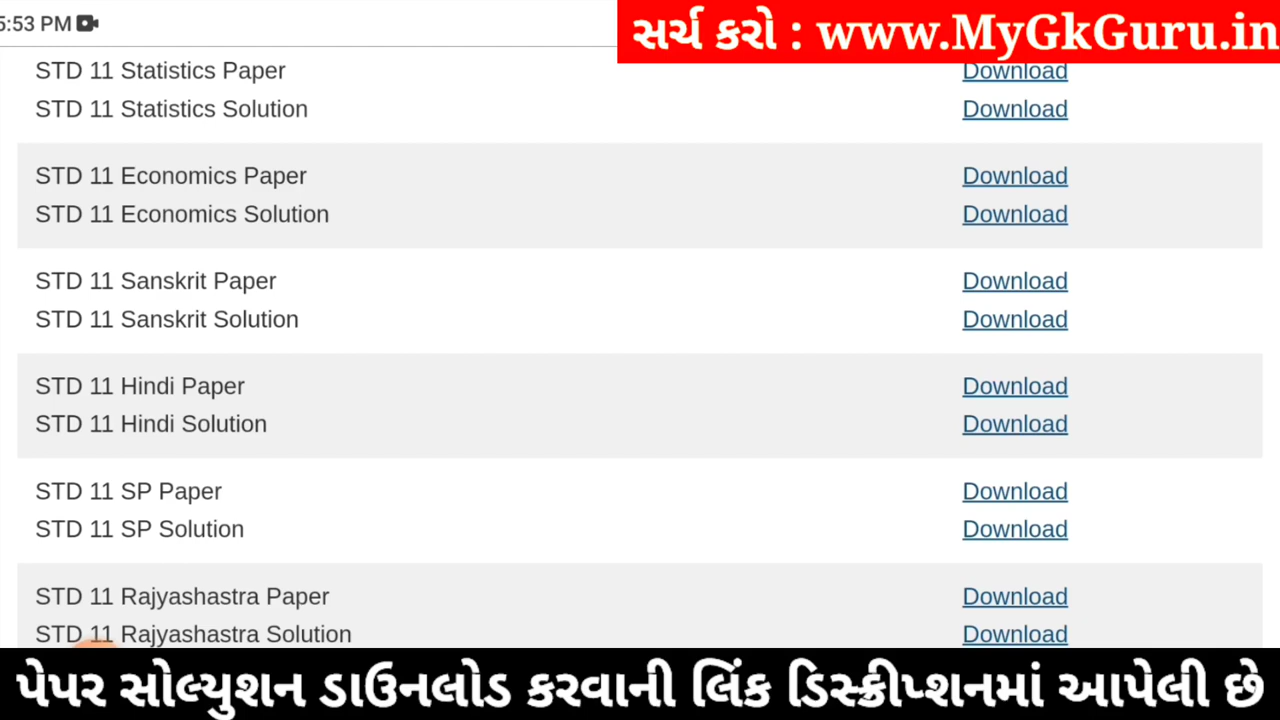 5:53 PM
સર્ચ કરો : www.MyGkGuru.in
STD 11 Statistics Paper Download
STD 11 Statistics Solution Download
STD 11 Economics Paper Download
STD 11 Economics Solution Download
STD 11 Sanskrit Paper Download
STD 11 Sanskrit Solution Download
STD 11 Hindi Paper Download
STD 11 Hindi Solution Download
STD 11 SP Paper Download
STD 11 SP Solution Download
STD 11 Rajyashastra Paper Download
STD 11 Rajyashastra Solution Download
પેપર સોલ્યુશન ડાઉનલોડ કરવાની લિંક ડિસ્ક્રીપ્શનમાં આપેલી છે